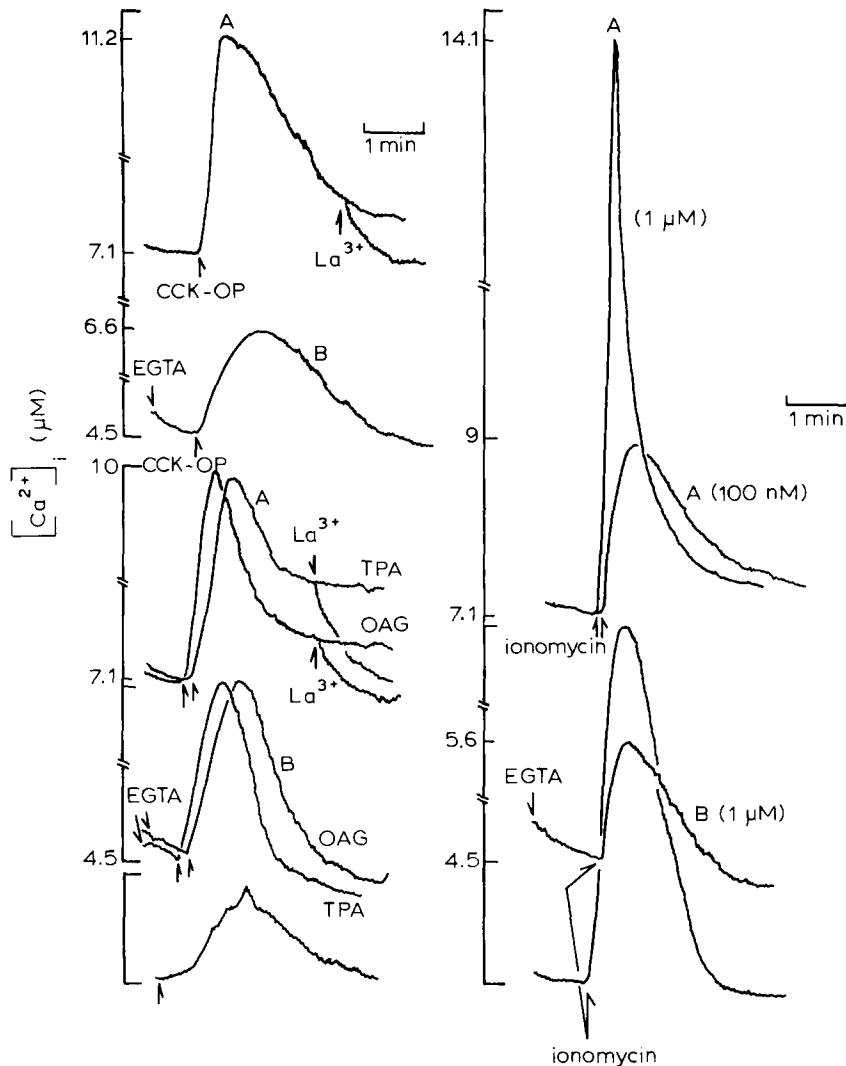 A
11.2
1 min
7.1
La3+
CCK-OP
6.6
B
EGTA
4.5
[Ca2+]i (μM)
CCK-OP
10
A
La3+
TPA
OAG
7.1
La3+
B
EGTA
OAG
4.5
TPA
A
14.1
(1 μM)
1 min
9
A (100 nM)
7.1
ionomycin
5.6
EGTA
B (1 μM)
4.5
ionomycin